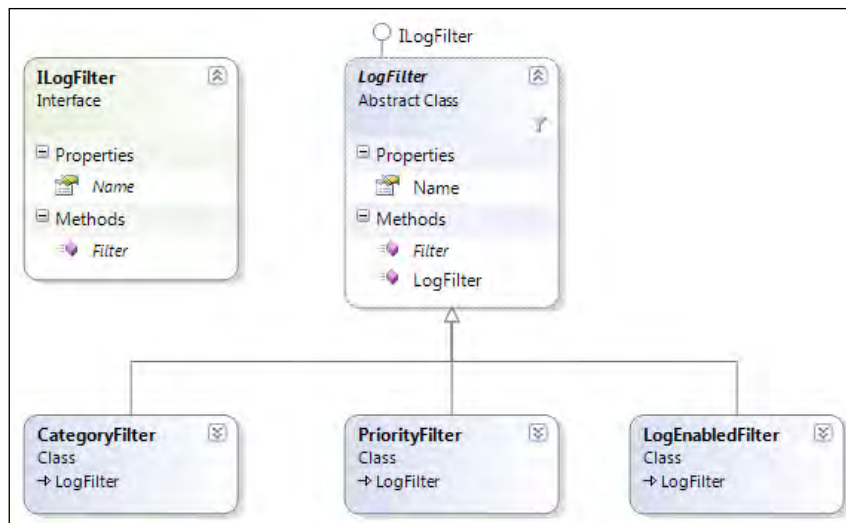 ILogFilter
ILogFilter
Interface
Properties
Name
Methods
Filter
LogFilter
Abstract Class
Properties
Name
Methods
Filter
LogFilter
CategoryFilter
Class
LogFilter
PriorityFilter
Class
LogFilter
LogEnabledFilter
Class
LogFilter